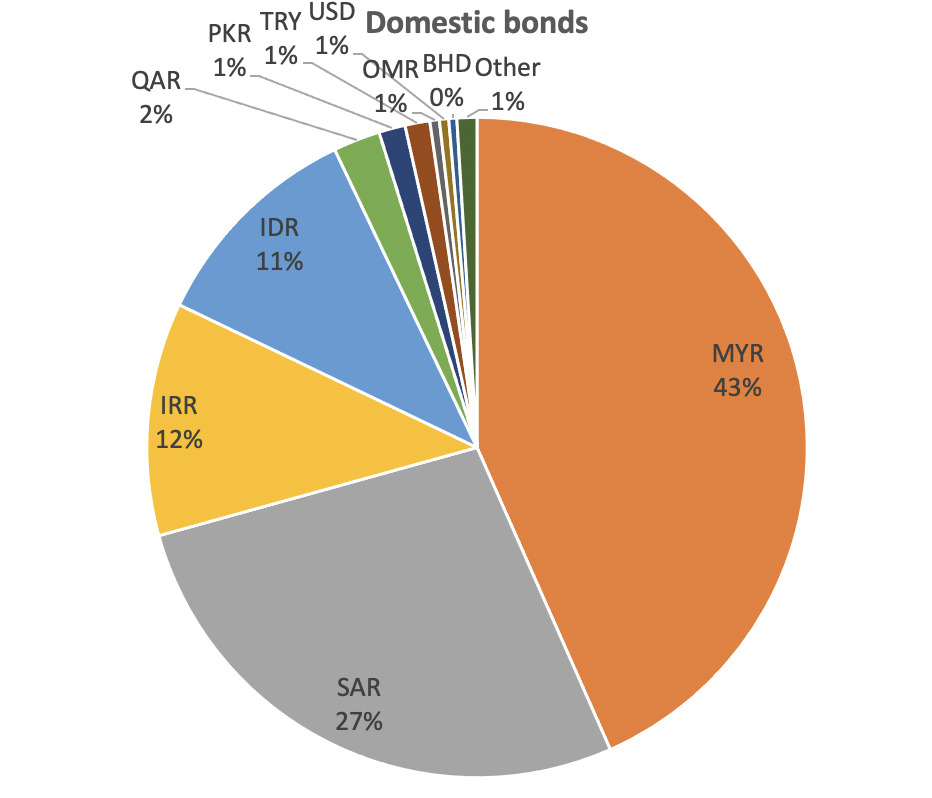 Domestic bonds
MYR
43%
SAR
27%
IRR
12%
IDR
11%
QAR
2%
PKR
1%
TRY
1%
OMR
1%
USD
1%
BHD
0%
Other
1%